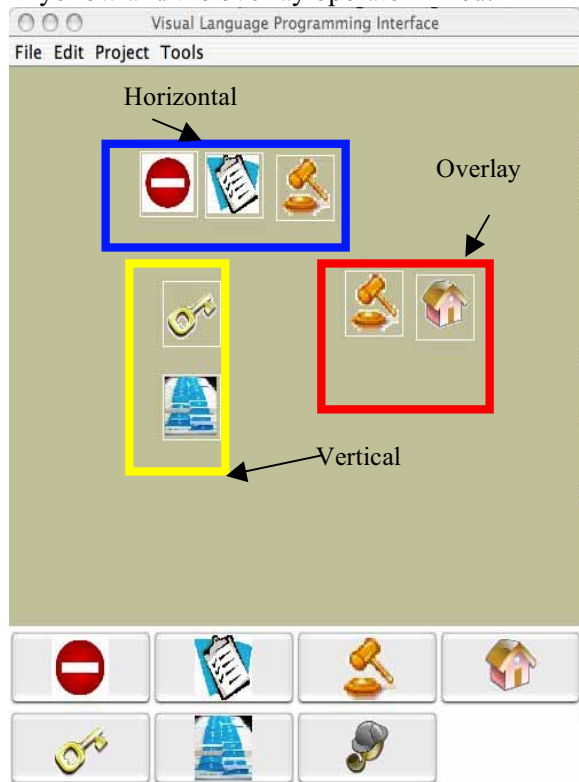 Visual Language Programming Interface
File Edit Project Tools
Horizontal
Overlay
Vertical